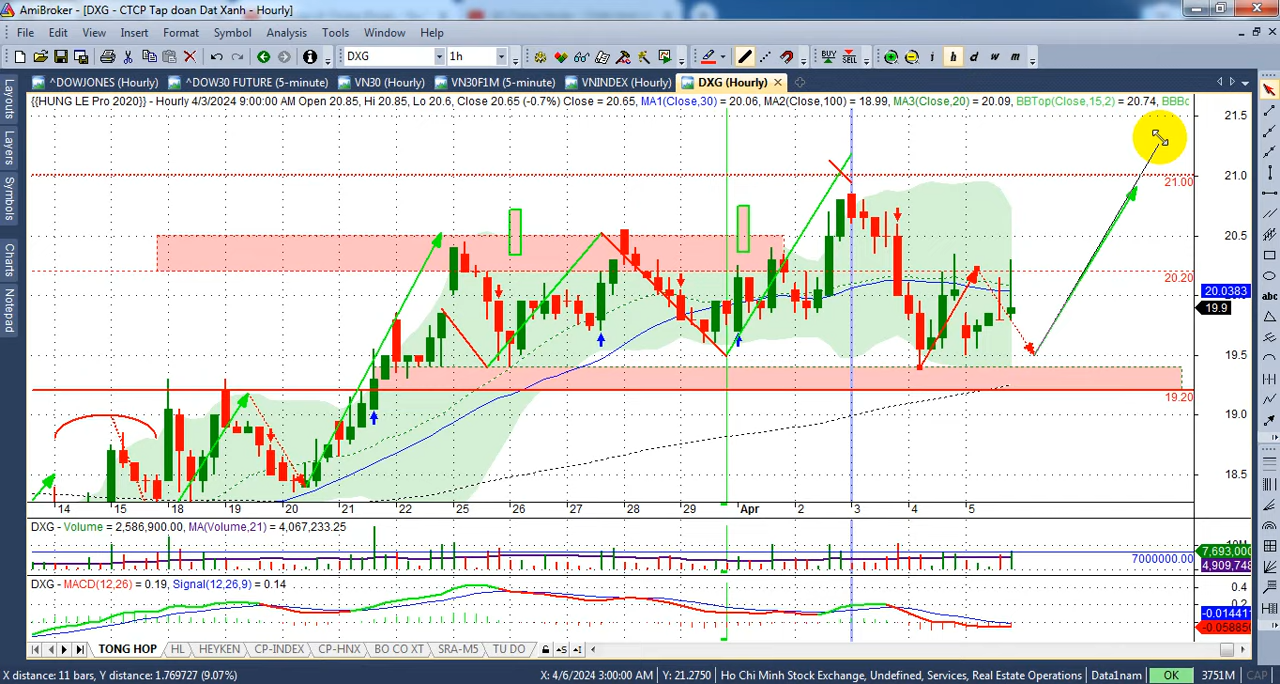 AmiBroker - [DXG - CTCP Tap doan Dat Xanh - Hourly]
File Edit View Insert Format Symbol Analysis Tools Window Help
DXG 1h BUY SELL i h d w m
^DOWJONES (Hourly) ^DOW30 FUTURE (5-minute) VN30 (Hourly) VN30F1M (5-minute) VNINDEX (Hourly) DXG (Hourly)
{{HUNG LE Pro 2020}} - Hourly 4/3/2024 9:00:00 AM Open 20.85, Hi 20.85, Lo 20.6, Close 20.65 (-0.7%) Close = 20.65, MA1(Close,30) = 20.06, MA2(Close,100) = 18.99, MA3(Close,20) = 20.09, BBTop(Close,15,2) = 20.74, BBBo
Layouts
Layers
Symbols
Charts
Notepad
21.5
21.0
21.00
20.5
20.20
20.0383
19.9
19.5
19.20
19.0
18.5
14 15 18 19 20 21 22 25 26 27 28 29 Apr 2 3 4 5
DXG - Volume = 2,586,900.00, MA(Volume,21) = 4,067,233.25
7,693,000
7000000.00
4,909,748
DXG - MACD(12,26) = 0.19, Signal(12,26,9) = 0.14
0.4
0.2
-0.01441
-0.05885
TONG HOP HL HEYKEN CP-INDEX CP-HNX BO CO XT SRA-M5 TU DO
X distance: 11 bars, Y distance: 1.769727 (9.07%) X: 4/6/2024 3:00:00 AM Y: 21.2750 Ho Chi Minh Stock Exchange, Undefined, Services, Real Estate Operations Data1nam OK 3751M CAP
abc